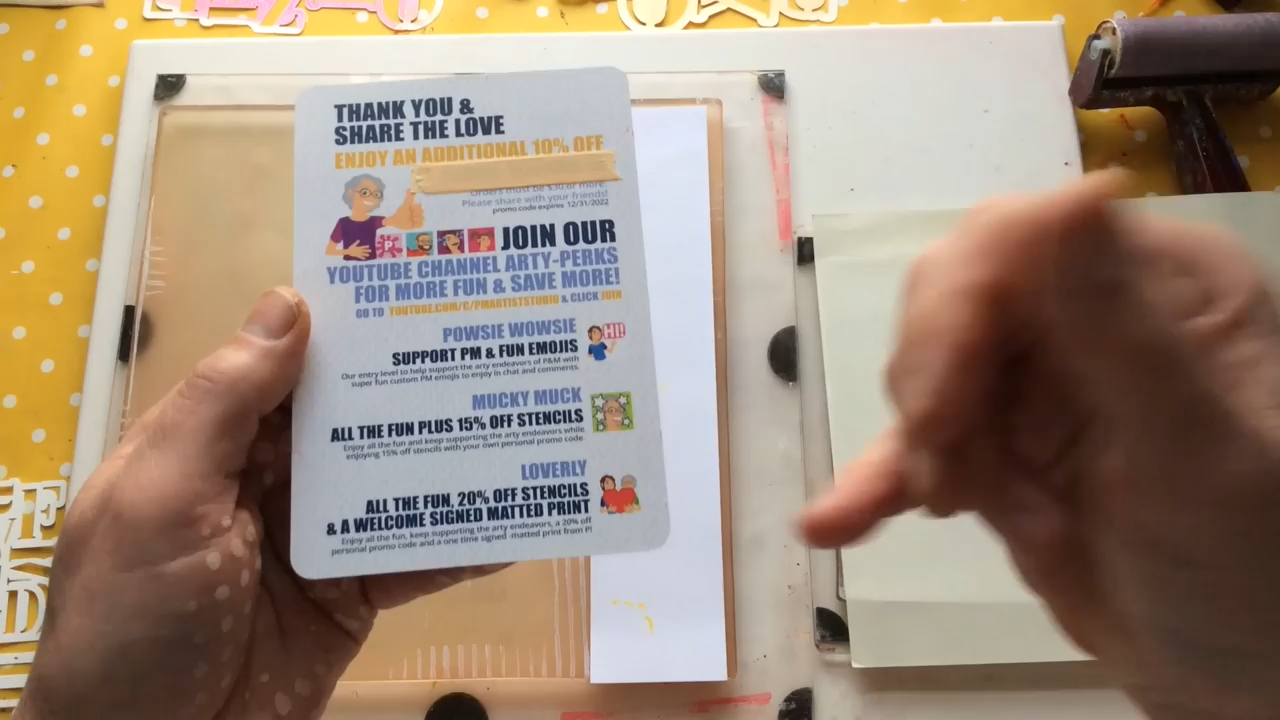 THANK YOU &
SHARE THE LOVE
ENJOY AN ADDITIONAL 10% OFF
Orders must be $30 or more.
Please share with your friends!
promo code expires 12/31/2022
P
JOIN OUR
YOUTUBE CHANNEL ARTY-PERKS
FOR MORE FUN & SAVE MORE!
GO TO YOUTUBE.COM/C/PMARTISTSTUDIO & CLICK JOIN
POWSIE WOWSIE
HI!
SUPPORT PM & FUN EMOJIS
Our entry level to help support the arty endeavors of P&M with
super fun custom PM emojis to enjoy in chat and comments.
MUCKY MUCK
ALL THE FUN PLUS 15% OFF STENCILS
Enjoy all the fun and keep supporting the arty endeavors while
enjoying 15% off stencils with your own personal promo code.
LOVERLY
ALL THE FUN, 20% OFF STENCILS
& A WELCOME SIGNED MATTED PRINT
Enjoy all the fun, keep supporting the arty endeavors, a 20% off
personal promo code and a one time signed-matted print from P!